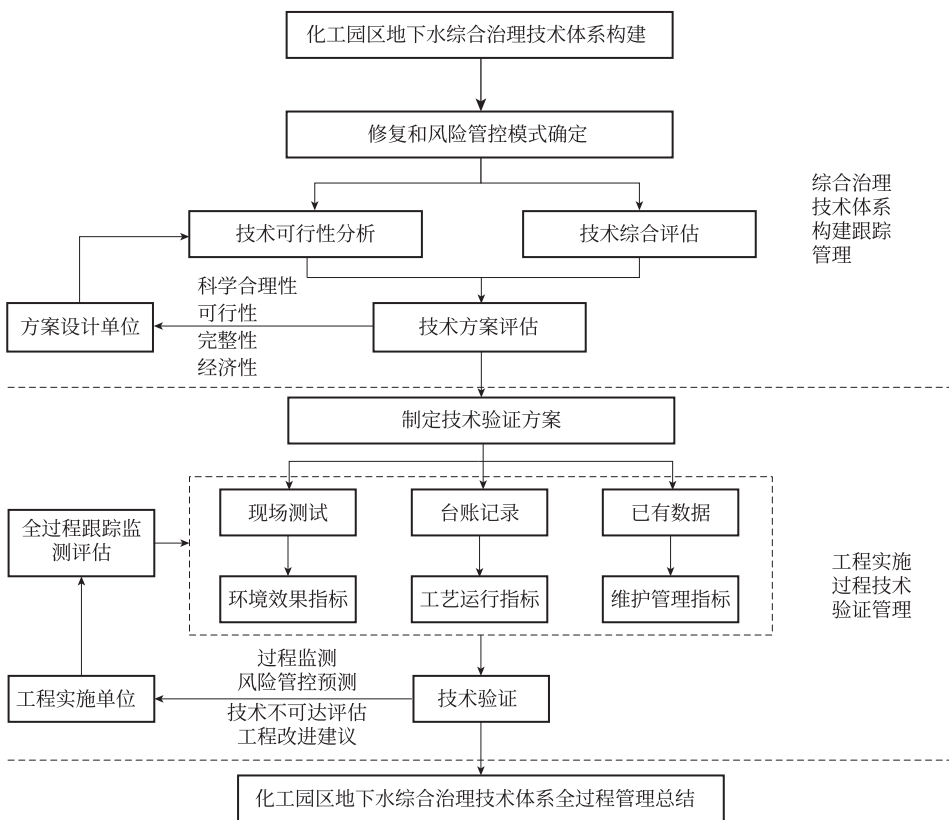 化工园区地下水综合治理技术体系构建
修复和风险管控模式确定
综合治理
技术体系
构建跟踪
管理
技术可行性分析
技术综合评估
科学合理性
可行性
完整性
经济性
方案设计单位
技术方案评估
制定技术验证方案
现场测试
台账记录
已有数据
全过程跟踪监
测评估
环境效果指标
工艺运行指标
维护管理指标
工程实施
过程技术
验证管理
过程监测
风险管控预测
技术不可达评估
工程改进建议
工程实施单位
技术验证
化工园区地下水综合治理技术体系全过程管理总结